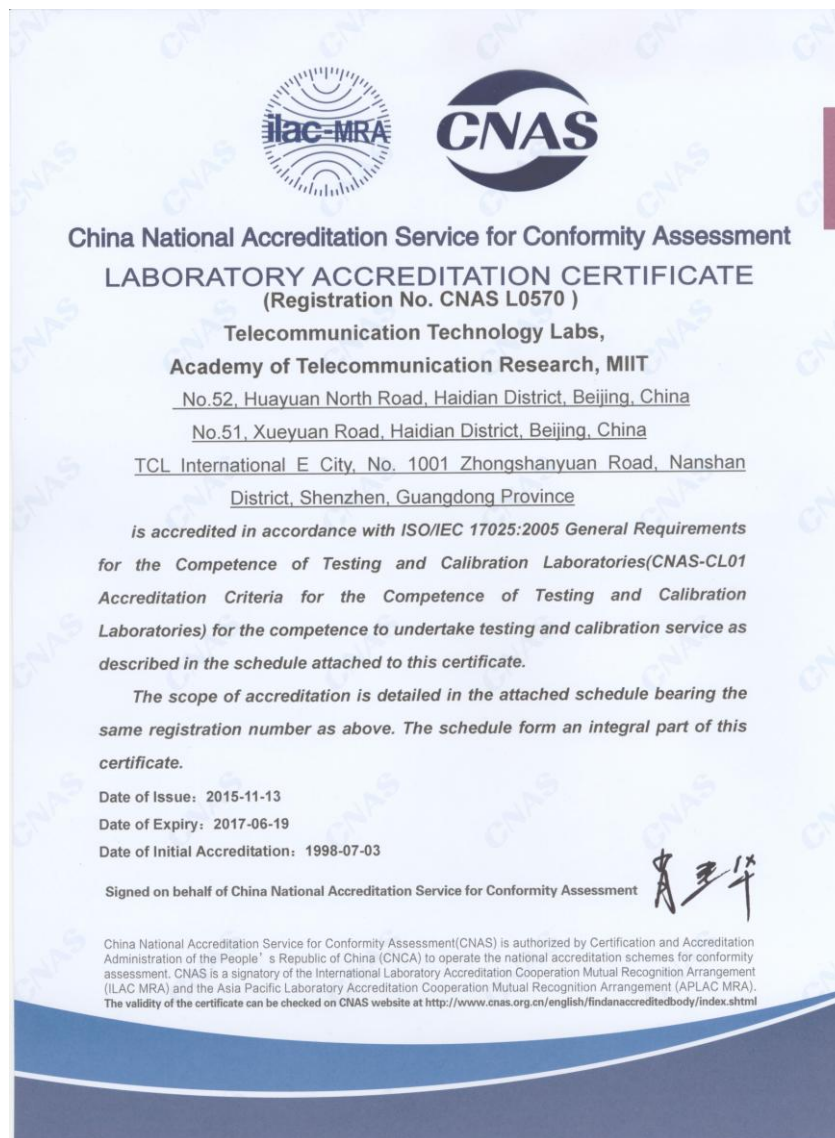 ilac-MRA
CNAS
China National Accreditation Service for Conformity Assessment
LABORATORY ACCREDITATION CERTIFICATE
(Registration No. CNAS L0570 )
Telecommunication Technology Labs,
Academy of Telecommunication Research, MIIT
No.52, Huayuan North Road, Haidian District, Beijing, China
No.51, Xueyuan Road, Haidian District, Beijing, China
TCL International E City, No. 1001 Zhongshanyuan Road, Nanshan
District, Shenzhen, Guangdong Province
is accredited in accordance with ISO/IEC 17025:2005 General Requirements
for the Competence of Testing and Calibration Laboratories(CNAS-CL01
Accreditation Criteria for the Competence of Testing and Calibration
Laboratories) for the competence to undertake testing and calibration service as
described in the schedule attached to this certificate.
The scope of accreditation is detailed in the attached schedule bearing the
same registration number as above. The schedule form an integral part of this
certificate.
Date of Issue: 2015-11-13
Date of Expiry: 2017-06-19
Date of Initial Accreditation: 1998-07-03
Signed on behalf of China National Accreditation Service for Conformity Assessment
China National Accreditation Service for Conformity Assessment(CNAS) is authorized by Certification and Accreditation
Administration of the People's Republic of China (CNCA) to operate the national accreditation schemes for conformity
assessment. CNAS is a signatory of the International Laboratory Accreditation Cooperation Mutual Recognition Arrangement
(ILAC MRA) and the Asia Pacific Laboratory Accreditation Cooperation Mutual Recognition Arrangement (APLAC MRA).
The validity of the certificate can be checked on CNAS website at http://www.cnas.org.cn/english/findanaccreditedbody/index.shtml